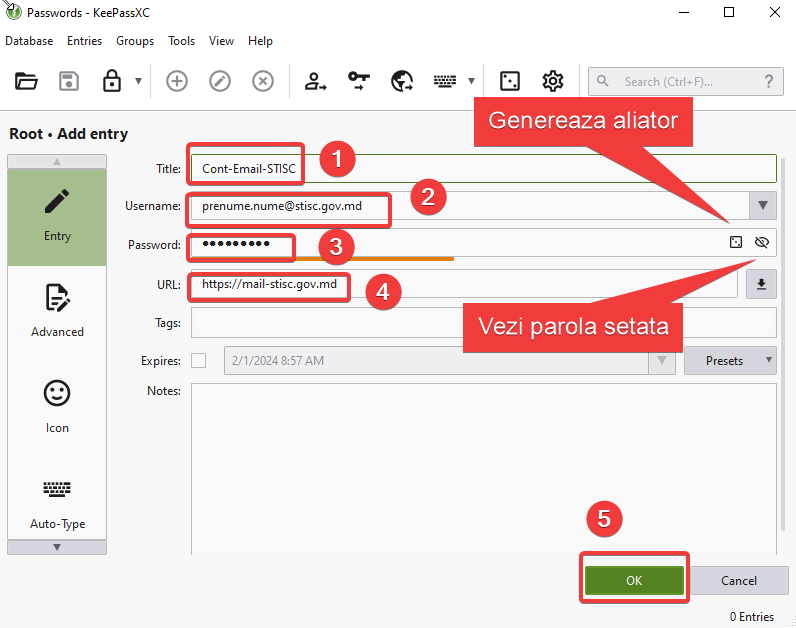 Passwords - KeePassXC
Database Entries Groups Tools View Help
Search (Ctrl+F)... ?
Genereaza aliator
Root • Add entry
Title: Cont-Email-STISC 1
Username: prenume.nume@stisc.gov.md 2
Password: ●●●●●●●●● 3
URL: https://mail-stisc.gov.md 4
Vezi parola setata
Tags:
Expires: 2/1/2024 8:57 AM Presets
Notes:
Entry
Advanced
Icon
Auto-Type
5
OK Cancel
0 Entries